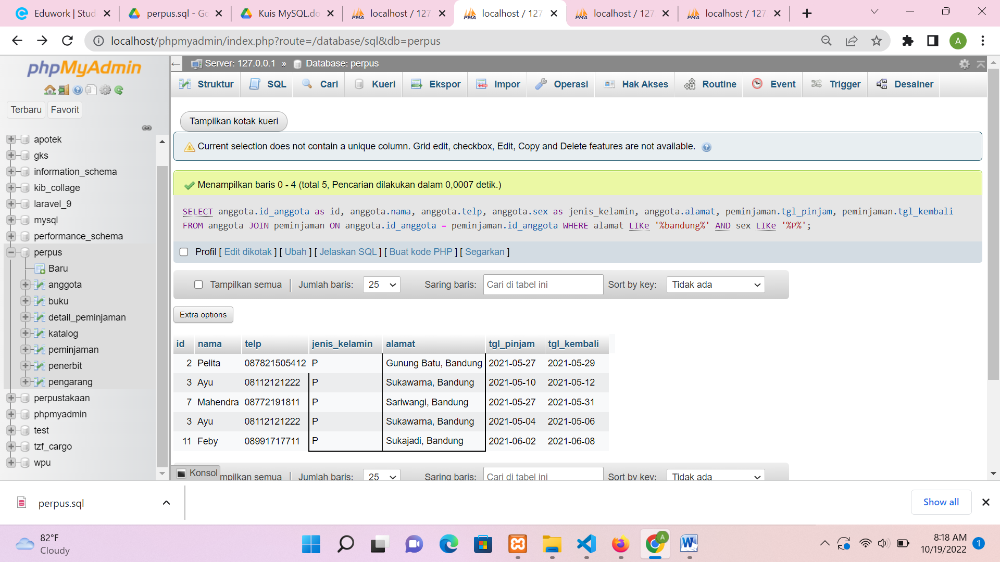 Eduwork | Stud
perpus.sql - Go
Kuis MySQL.do
localhost / 127
localhost / 127
localhost / 127
localhost / 127
localhost/phpmyadmin/index.php?route=/database/sql&db=perpus
A
phpMyAdmin
Terbaru Favorit
apotek
gks
information_schema
kib_collage
laravel_9
mysql
performance_schema
perpus
Baru
anggota
buku
detail_peminjaman
katalog
peminjaman
penerbit
pengarang
perpustakaan
phpmyadmin
test
tzf_cargo
wpu
Server: 127.0.0.1 » Database: perpus
Struktur SQL Cari Kueri Ekspor Impor Operasi Hak Akses Routine Event Trigger Desainer
Tampilkan kotak kueri
Current selection does not contain a unique column. Grid edit, checkbox, Edit, Copy and Delete features are not available.
Menampilkan baris 0 - 4 (total 5, Pencarian dilakukan dalam 0,0007 detik.)
SELECT anggota.id_anggota as id, anggota.nama, anggota.telp, anggota.sex as jenis_kelamin, anggota.alamat, peminjaman.tgl_pinjam, peminjaman.tgl_kembali
FROM anggota JOIN peminjaman ON anggota.id_anggota = peminjaman.id_anggota WHERE alamat LIKe '%bandung%' AND sex LIKe '%P%';
Profil [ Edit dikotak ] [ Ubah ] [ Jelaskan SQL ] [ Buat kode PHP ] [ Segarkan ]
Tampilkan semua Jumlah baris: 25 Saring baris: Cari di tabel ini Sort by key: Tidak ada
Extra options
id nama telp jenis_kelamin alamat tgl_pinjam tgl_kembali
2 Pelita 087821505412 P Gunung Batu, Bandung 2021-05-27 2021-05-29
3 Ayu 08112121222 P Sukawarna, Bandung 2021-05-10 2021-05-12
7 Mahendra 08772191811 P Sariwangi, Bandung 2021-05-27 2021-05-31
3 Ayu 08112121222 P Sukawarna, Bandung 2021-05-04 2021-05-06
11 Feby 08991717711 P Sukajadi, Bandung 2021-06-02 2021-06-08
Konsol mpilkan semua Jumlah baris: 25 Saring baris: Cari di tabel ini Sort by key: Tidak ada
perpus.sql
Show all
82°F
Cloudy
A
8:18 AM
10/19/2022
1